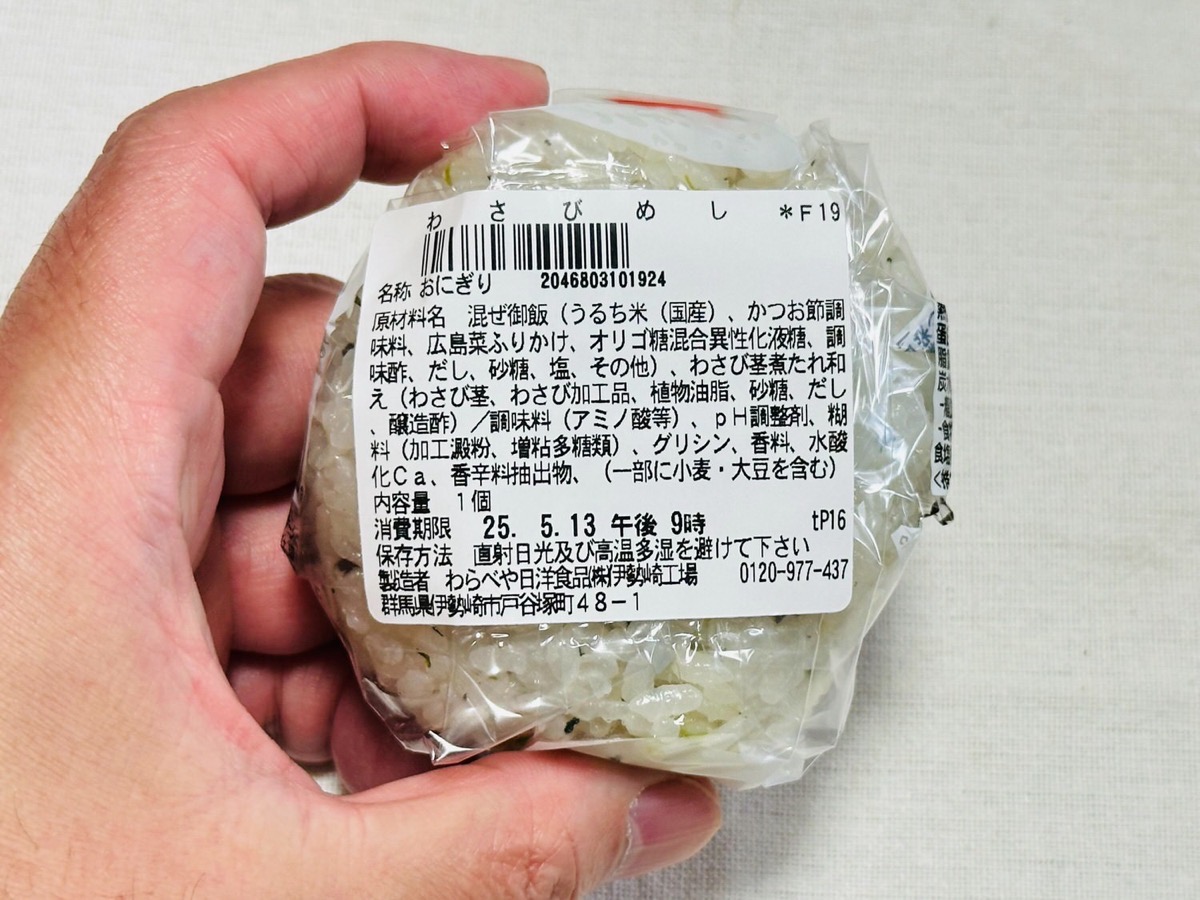 わさびめし *F19
名称 おにぎり 2046803101924
原材料名 混ぜ御飯（うるち米（国産）、かつお節調
味料、広島菜ふりかけ、オリゴ糖混合異性化液糖、調
味酢、だし、砂糖、塩、その他）、わさび茎煮たれ和
え（わさび茎、わさび加工品、植物油脂、砂糖、だし
、醸造酢）／調味料（アミノ酸等）、ｐＨ調整剤、糊
料（加工澱粉、増粘多糖類）、グリシン、香料、水酸
化Ｃａ、香辛料抽出物、（一部に小麦・大豆を含む）
内容量 １個
消費期限 25. 5.13 午後 9時 tP16
保存方法 直射日光及び高温多湿を避けて下さい
製造者 わらべや日洋食品㈱伊勢崎工場 0120-977-437
群馬県伊勢崎市戸谷塚町４８－１